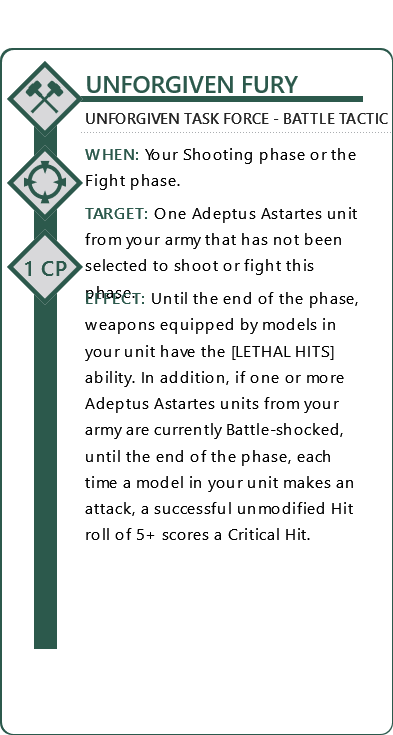 UNFORGIVEN FURY
UNFORGIVEN TASK FORCE - BATTLE TACTIC
WHEN: Your Shooting phase or the
Fight phase.
1 CP
TARGET: One Adeptus Astartes unit
from your army that has not been
selected to shoot or fight this
phase.
EFFECT: Until the end of the phase,
weapons equipped by models in
your unit have the [LETHAL HITS]
ability. In addition, if one or more
Adeptus Astartes units from your
army are currently Battle-shocked,
until the end of the phase, each
time a model in your unit makes an
attack, a successful unmodified Hit
roll of 5+ scores a Critical Hit.